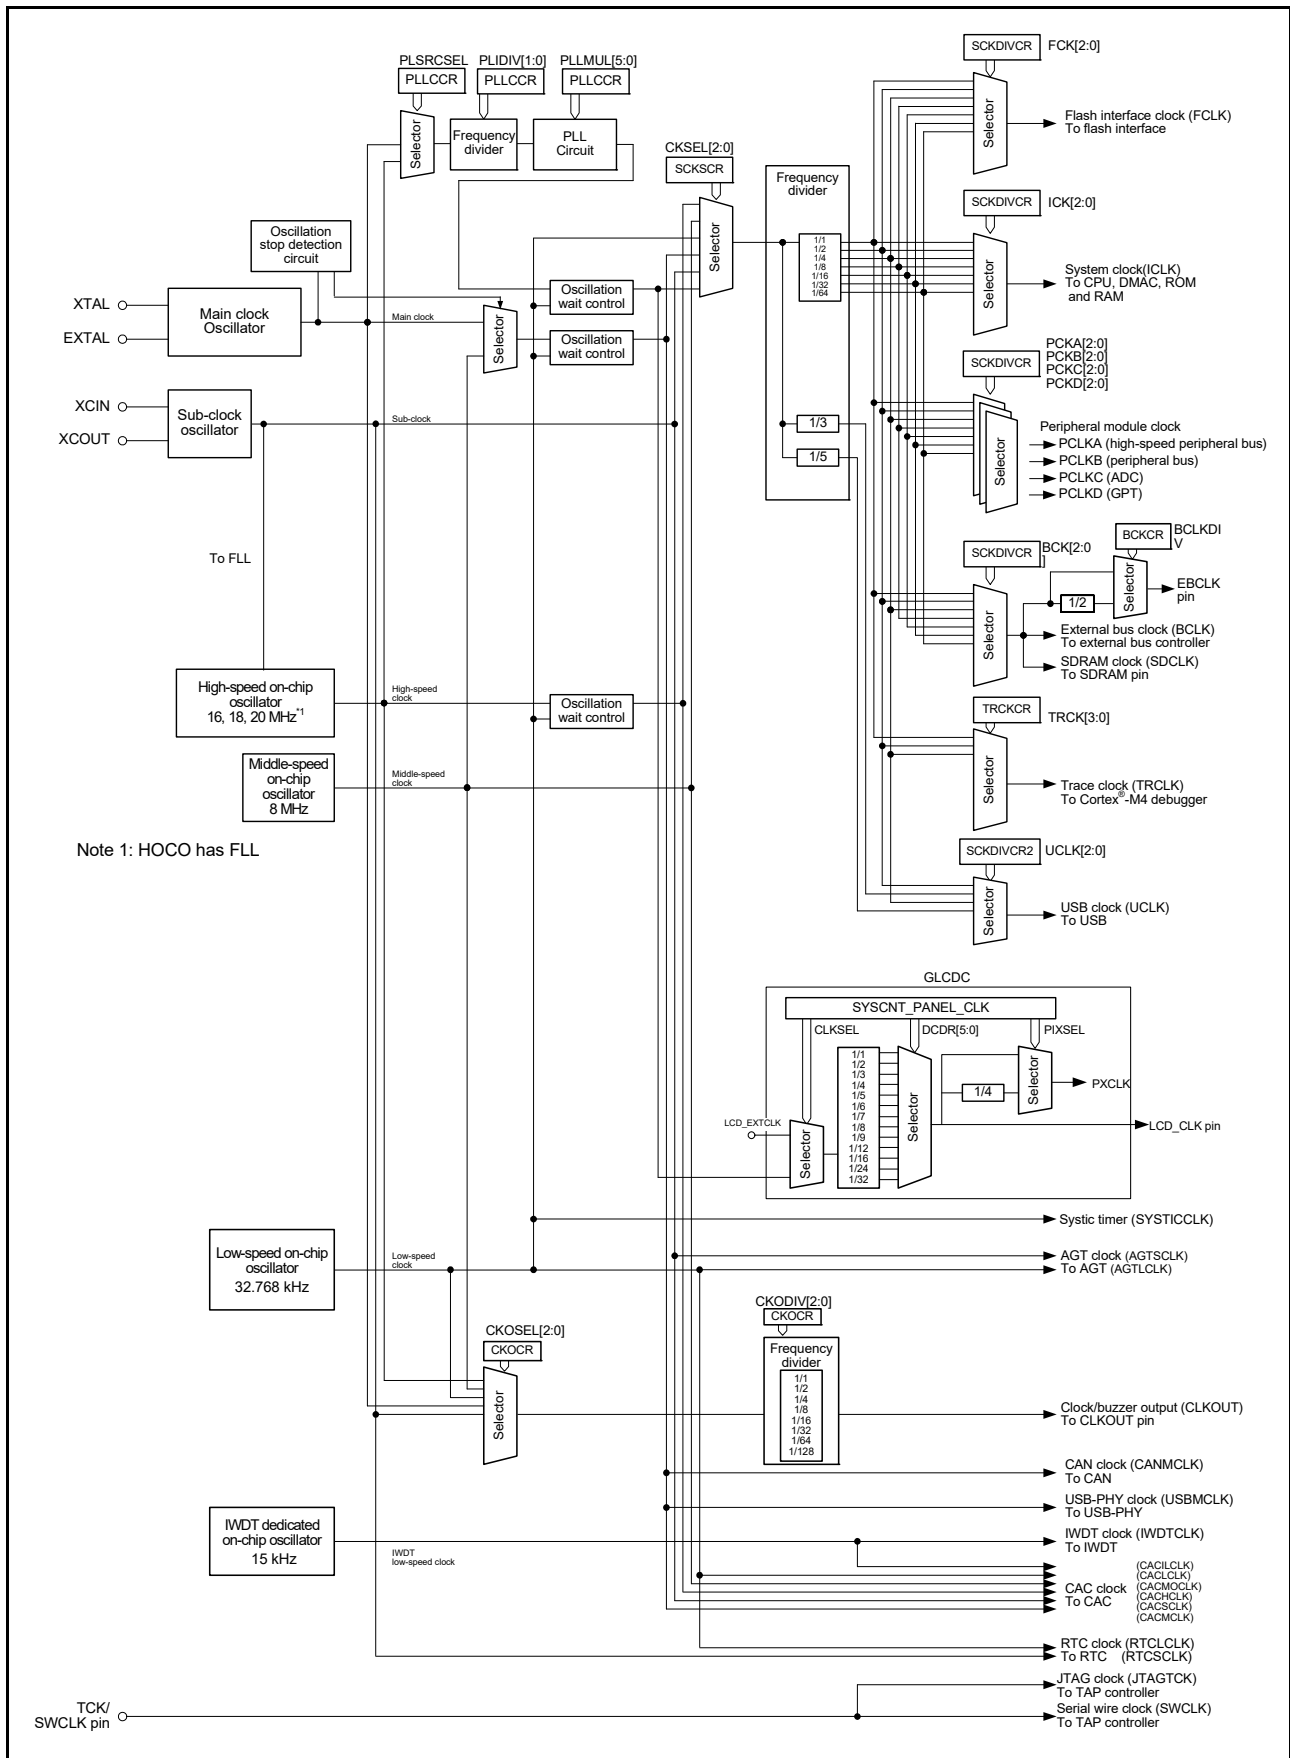 PLSRCSEL PLIDIV[1:0] PLLMUL[5:0]
PLLCCR PLLCCR PLLCCR
Selector
Frequency
divider
PLL
Circuit
CKSEL[2:0]
SCKSCR
Selector
Frequency
divider
1/1
1/2
1/4
1/8
1/16
1/32
1/64
1/3
1/5
SCKDIVCR FCK[2:0]
Selector
Flash interface clock (FCLK)
To flash interface
SCKDIVCR ICK[2:0]
Selector
System clock(ICLK)
To CPU, DMAC, ROM
and RAM
Oscillation
stop detection
circuit
XTAL
EXTAL
Main clock
Oscillator
Main clock
Selector
Oscillation
wait control
Oscillation
wait control
PCKA[2:0]
PCKB[2:0]
PCKC[2:0]
PCKD[2:0]
SCKDIVCR
Selector
Peripheral module clock
PCLKA (high-speed peripheral bus)
PCLKB (peripheral bus)
PCLKC (ADC)
PCLKD (GPT)
XCIN
XCOUT
Sub-clock
oscillator
Sub-clock
To FLL
SCKDIVCR
BCK[2:0
]
Selector
BCKCR
BCLKDI
V
Selector
1/2
EBCLK
pin
External bus clock (BCLK)
To external bus controller
SDRAM clock (SDCLK)
To SDRAM pin
High-speed on-chip
oscillator
16, 18, 20 MHz*1
High-speed
clock
Oscillation
wait control
TRCKCR
TRCK[3:0]
Selector
Trace clock (TRCLK)
To Cortex®-M4 debugger
Middle-speed
on-chip
oscillator
8 MHz
Middle-speed
clock
Note 1: HOCO has FLL
SCKDIVCR2 UCLK[2:0]
Selector
USB clock (UCLK)
To USB
GLCDC
SYSCNT_PANEL_CLK
CLKSEL DCDR[5:0] PIXSEL
1/1
1/2
1/3
1/4
1/5
1/6
1/7
1/8
1/9
1/12
1/16
1/24
1/32
Selector
1/4
Selector
PXCLK
LCD_EXTCLK
Selector
LCD_CLK pin
Systic timer (SYSTICCLK)
Low-speed on-chip
oscillator
32.768 kHz
Low-speed
clock
AGT clock (AGTSCLK)
To AGT (AGTLCLK)
CKOSEL[2:0]
CKOCR
Selector
CKODIV[2:0]
CKOCR
Frequency
divider
1/1
1/2
1/4
1/8
1/16
1/32
1/64
1/128
Clock/buzzer output (CLKOUT)
To CLKOUT pin
CAN clock (CANMCLK)
To CAN
USB-PHY clock (USBMCLK)
To USB-PHY
IWDT dedicated
on-chip oscillator
15 kHz
IWDT
low-speed clock
IWDT clock (IWDTCLK)
To IWDT
CAC clock
To CAC
(CACILCLK)
(CACLCLK)
(CACMOCLK)
(CACHCLK)
(CACSCLK)
(CACMCLK)
RTC clock (RTCLCLK)
To RTC (RTCSCLK)
JTAG clock (JTAGTCK)
To TAP controller
TCK/
SWCLK pin
Serial wire clock (SWCLK)
To TAP controller